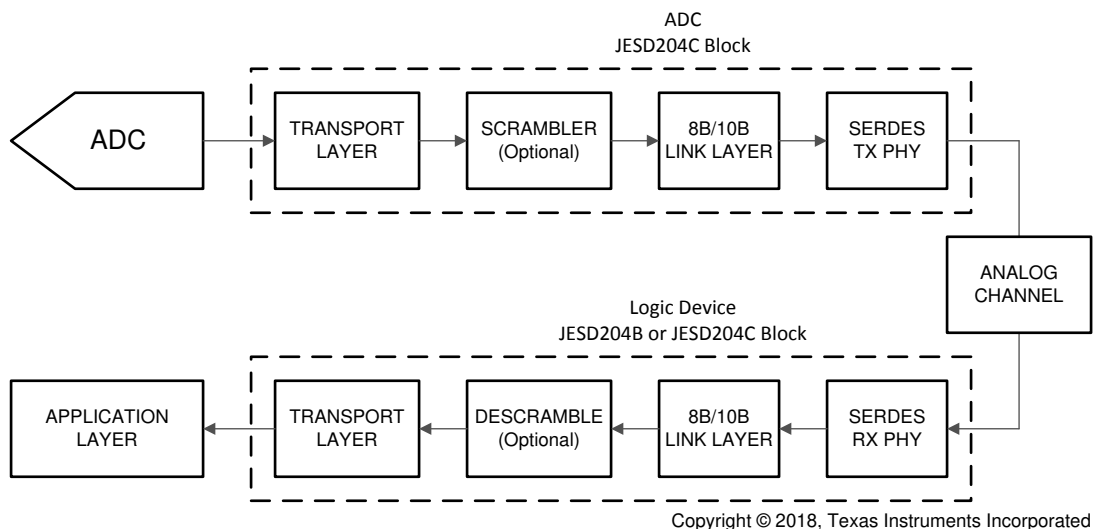 ADC
JESD204C Block
ADC
TRANSPORT
LAYER
SCRAMBLER
(Optional)
8B/10B
LINK LAYER
SERDES
TX PHY
ANALOG
CHANNEL
Logic Device
JESD204B or JESD204C Block
APPLICATION
LAYER
TRANSPORT
LAYER
DESCRAMBLE
(Optional)
8B/10B
LINK LAYER
SERDES
RX PHY
Copyright © 2018, Texas Instruments Incorporated